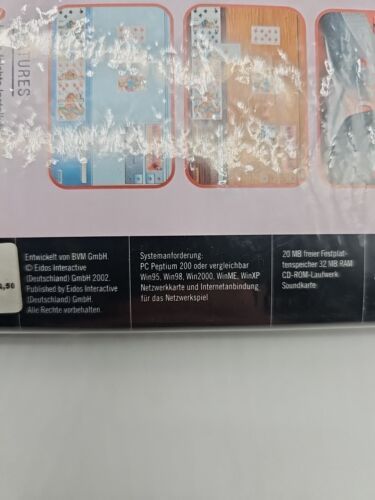 TURES
1,50
Entwickelt von BVM GmbH.
© Eidos Interactive
(Deutschland) GmbH 2002.
Published by Eidos Interactive
(Deutschland) GmbH.
Alle Rechte vorbehalten.
Systemanforderung:
PC Pentium 200 oder vergleichbar
Win95, Win98, Win2000, WinME, WinXP
Netzwerkkarte und Internetanbindung
für das Netzwerkspiel
20 MB freier Festplat-
tenspeicher 32 MB RAM
CD-ROM-Laufwerk
Soundkarte